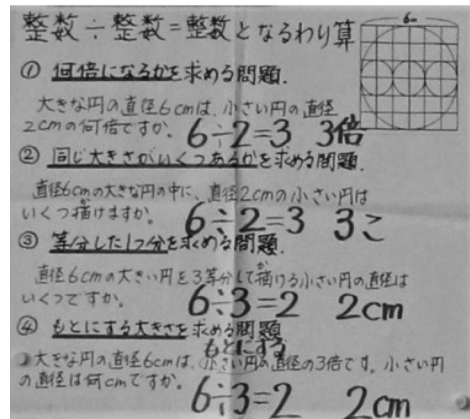 整数÷整数=整数となるわり算
6cm
① 何倍になるかを求める問題.
大きな円の直径6cmは、小さい円の直径
2cmの何倍ですか。 6÷2=3 3倍
② 同じ大きさがいくつあるかを求める問題.
直径6cmの大きな円の中に、直径2cmの小さい円は
いくつ描けますか。 6÷2=3 3こ
③ 等分した1つ分を求める問題.
直径6cmの大きい円を3等分して描ける小さい円の直径は
いくつですか。 6÷3=2 2cm
④ もとにする大きさを求める問題
もとにする
大きな円の直径6cmは、小さい円の直径の3倍です。小さい円
の直径は何cmですか。 6÷3=2 2cm